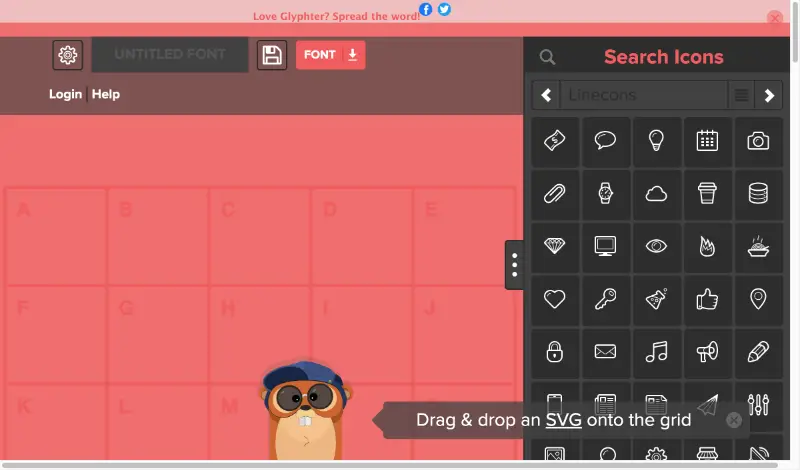 Love Glyphter? Spread the word!
UNTITLED FONT
FONT
Search Icons
Login | Help
Linecons
A B C D E
F G H I J
K L M
Drag & drop an SVG onto the grid